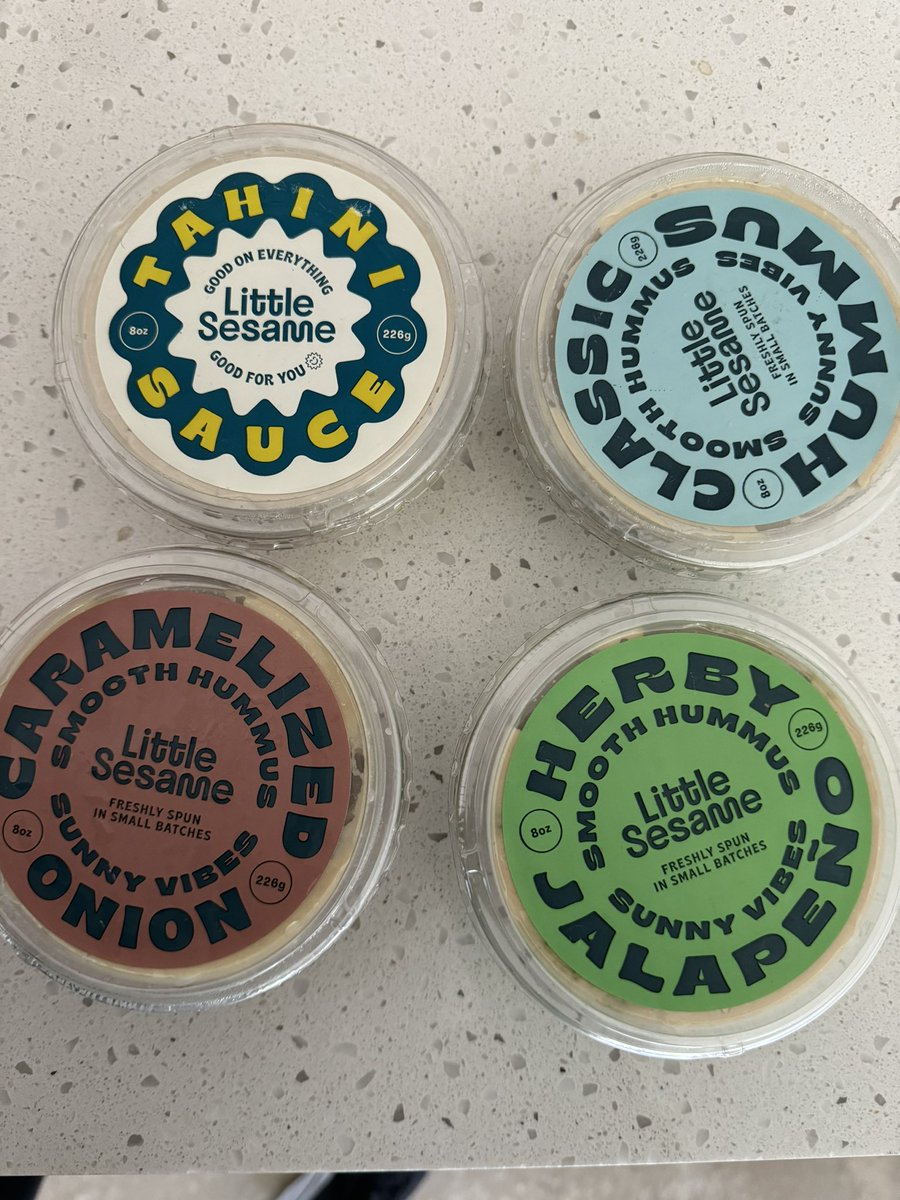 TAHINI
SAUCE
GOOD ON EVERYTHING
Little
Sesame
GOOD FOR YOU
8oz
226g
CLASSIC
HUMMUS
SMOOTH HUMMUS
Little
Sesame
FRESHLY SPUN
IN SMALL BATCHES
SUNNY VIBES
8oz
226g
CARAMELIZED
ONION
SMOOTH HUMMUS
Little
Sesame
FRESHLY SPUN
IN SMALL BATCHES
SUNNY VIBES
8oz
226g
HERBY
JALAPEÑO
SMOOTH HUMMUS
Little
Sesame
FRESHLY SPUN
IN SMALL BATCHES
SUNNY VIBES
8oz
226g